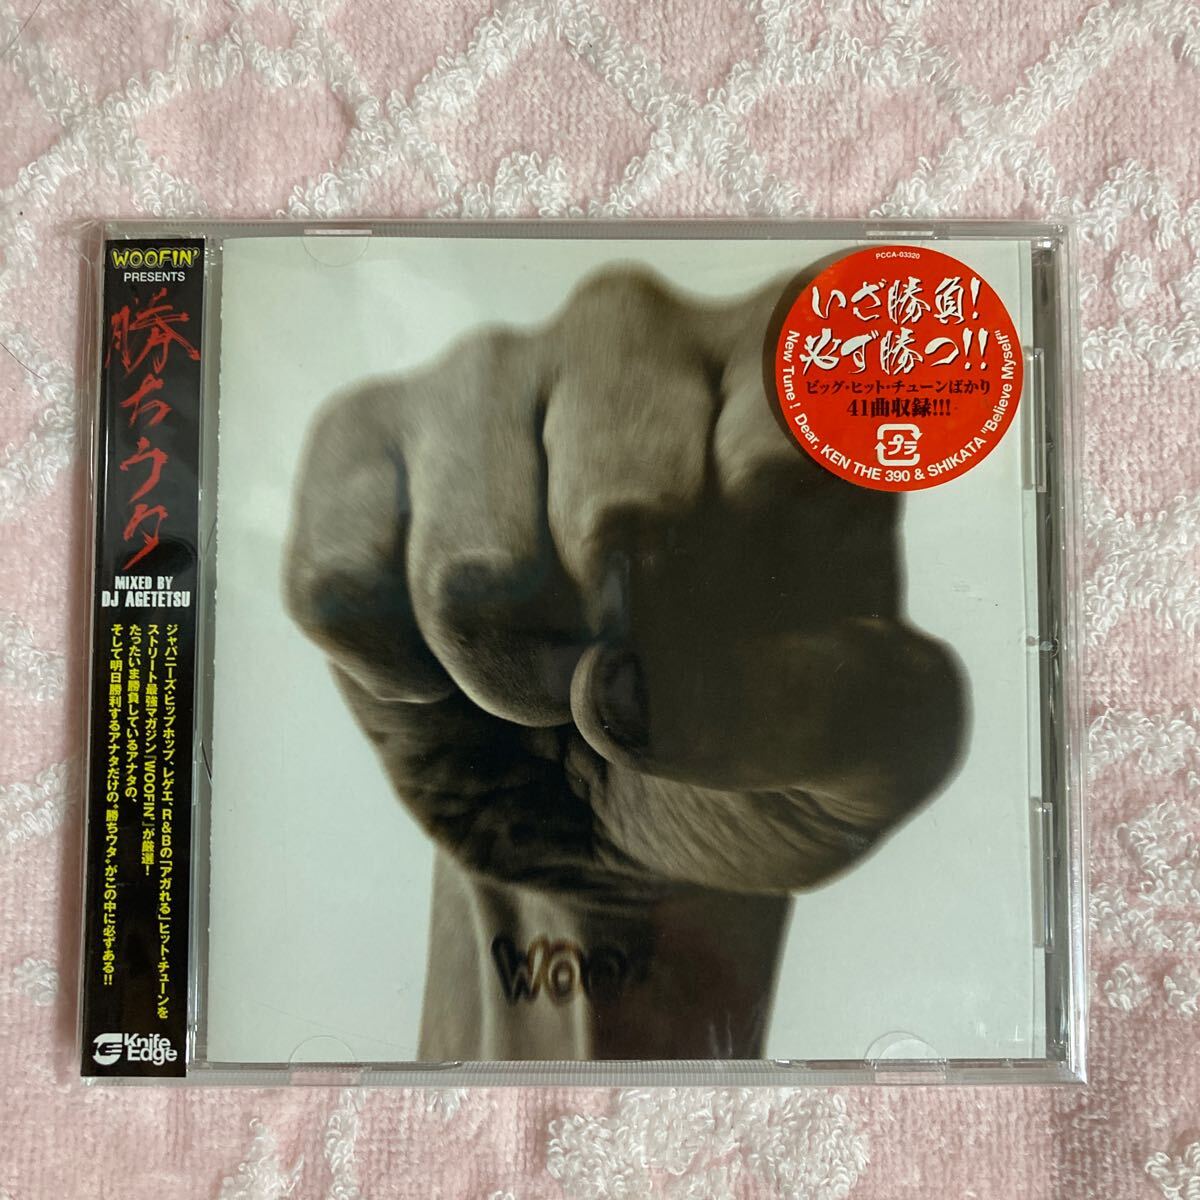 WOOFIN'
PRESENTS
勝ちウタ
MIXED BY
DJ AGETETSU
ジャパニーズ・ヒップホップ、レゲエ、R&Bの「アガれる」ヒット・チューンを
ストリート最強マガジン『WOOFIN'』が厳選!
たったいま勝負しているアナタの、
そして明日勝利するアナタだけの“勝ちウタ”がこの中に必ずある!!
Knife
Edge
PCCA-03320
いざ勝負!
必ず勝つ!!
ビッグ・ヒット・チューンばかり
41曲収録!!!
プラ
New Tune! Dear, KEN THE 390 & SHIKATA "Believe Myself"